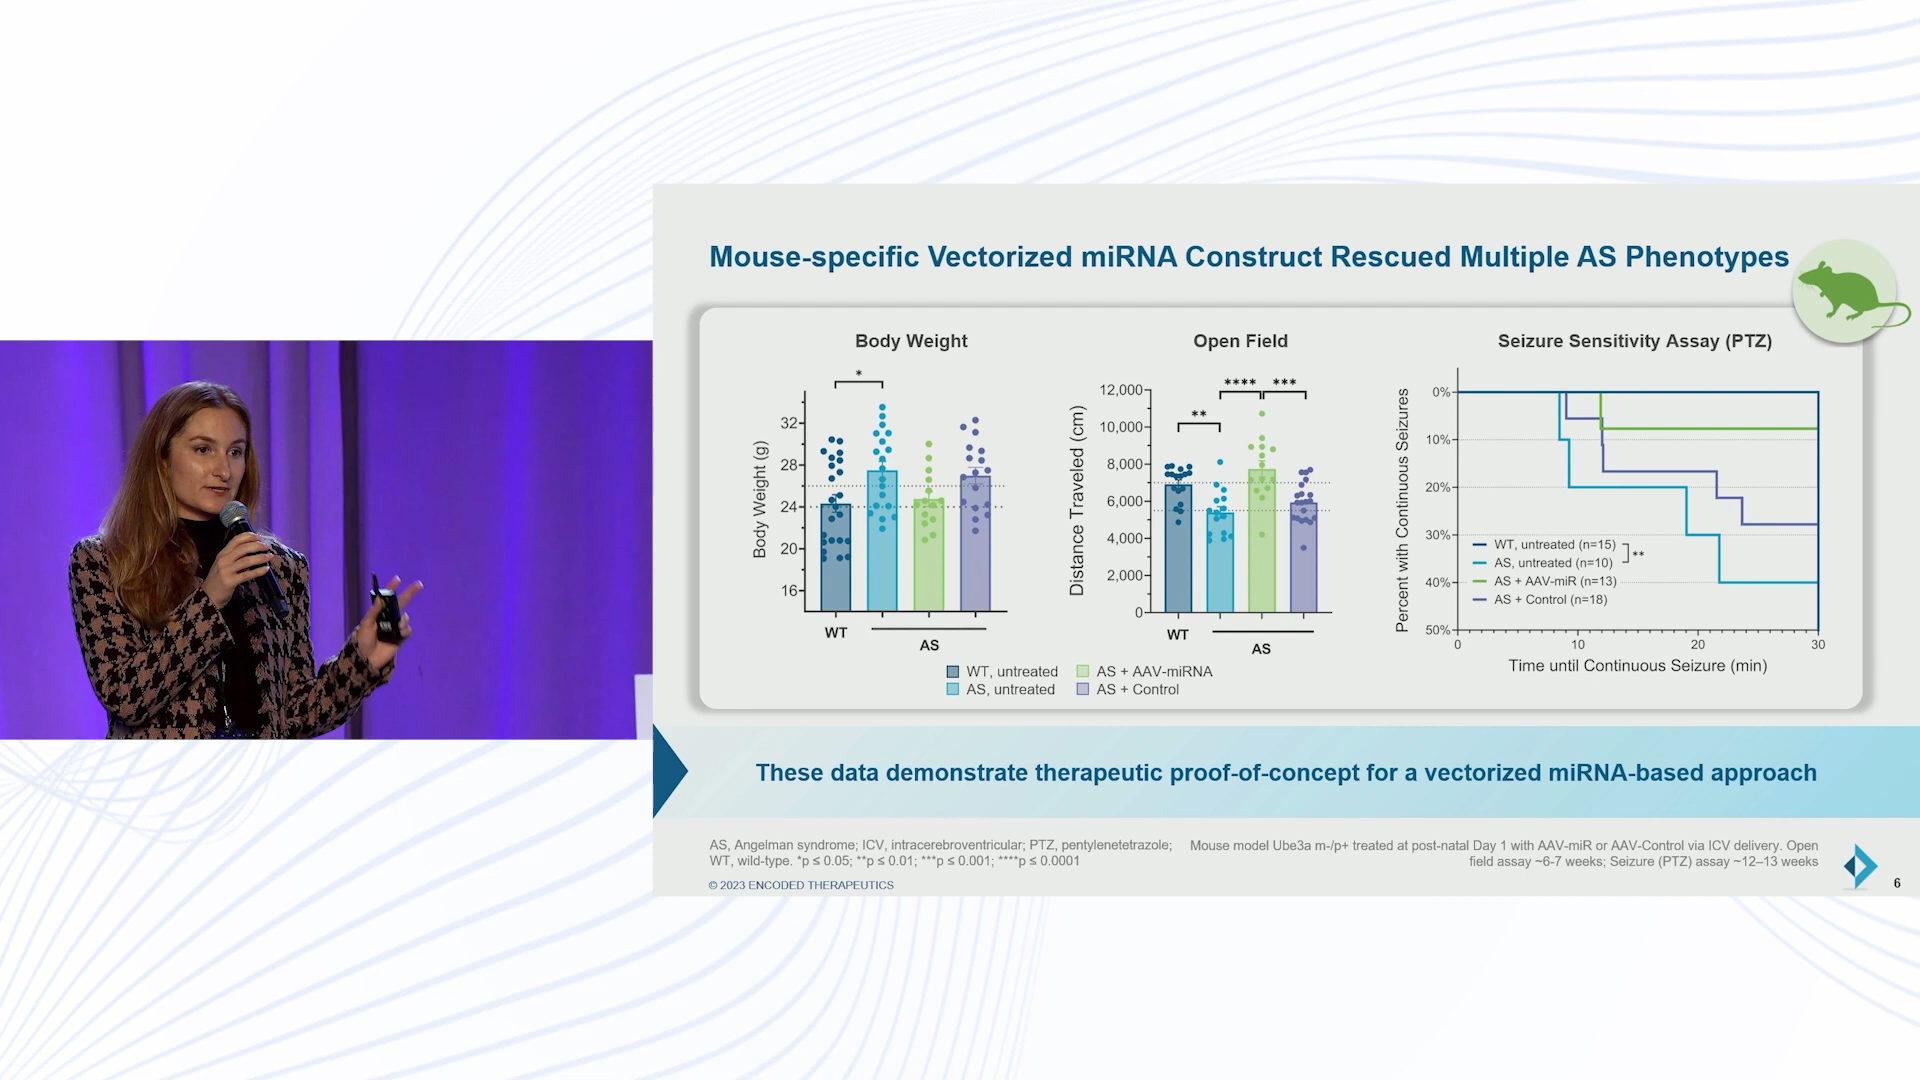 Mouse-specific Vectorized miRNA Construct Rescued Multiple AS Phenotypes
Body Weight
*
Body Weight (g)
32
28
24
20
16
WT
AS
Open Field
**
****
***
Distance Traveled (cm)
12,000
10,000
8,000
6,000
4,000
2,000
0
WT
AS
WT, untreated
AS, untreated
AS + AAV-miRNA
AS + Control
Seizure Sensitivity Assay (PTZ)
Percent with Continuous Seizures
0%
10%
20%
30%
40%
50%
WT, untreated (n=15)
AS, untreated (n=10)
**
AS + AAV-miR (n=13)
AS + Control (n=18)
0 10 20 30
Time until Continuous Seizure (min)
These data demonstrate therapeutic proof-of-concept for a vectorized miRNA-based approach
AS, Angelman syndrome; ICV, intracerebroventricular; PTZ, pentylenetetrazole;
WT, wild-type. *p ≤ 0.05; **p ≤ 0.01; ***p ≤ 0.001; ****p ≤ 0.0001
Mouse model Ube3a m-/p+ treated at post-natal Day 1 with AAV-miR or AAV-Control via ICV delivery. Open
field assay ~6-7 weeks; Seizure (PTZ) assay ~12–13 weeks
© 2023 ENCODED THERAPEUTICS
6